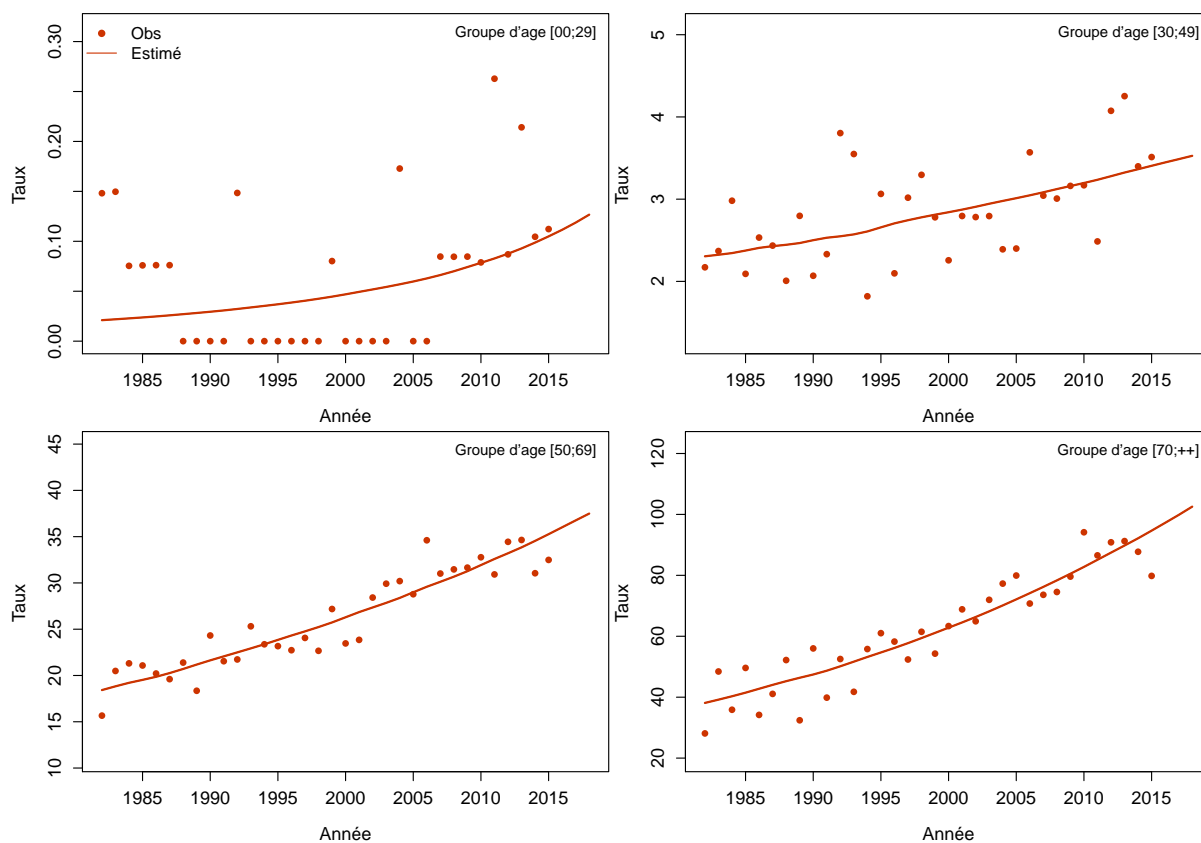 Obs
Estimé
Groupe d'age [00;29]
Taux
0.30
0.20
0.10
0.00
1985 1990 1995 2000 2005 2010 2015
Année
Groupe d'age [30;49]
Taux
5
4
3
2
1985 1990 1995 2000 2005 2010 2015
Année
Groupe d'age [50;69]
Taux
45
40
35
30
25
20
15
10
1985 1990 1995 2000 2005 2010 2015
Année
Groupe d'age [70;++]
Taux
120
100
80
60
40
20
1985 1990 1995 2000 2005 2010 2015
Année